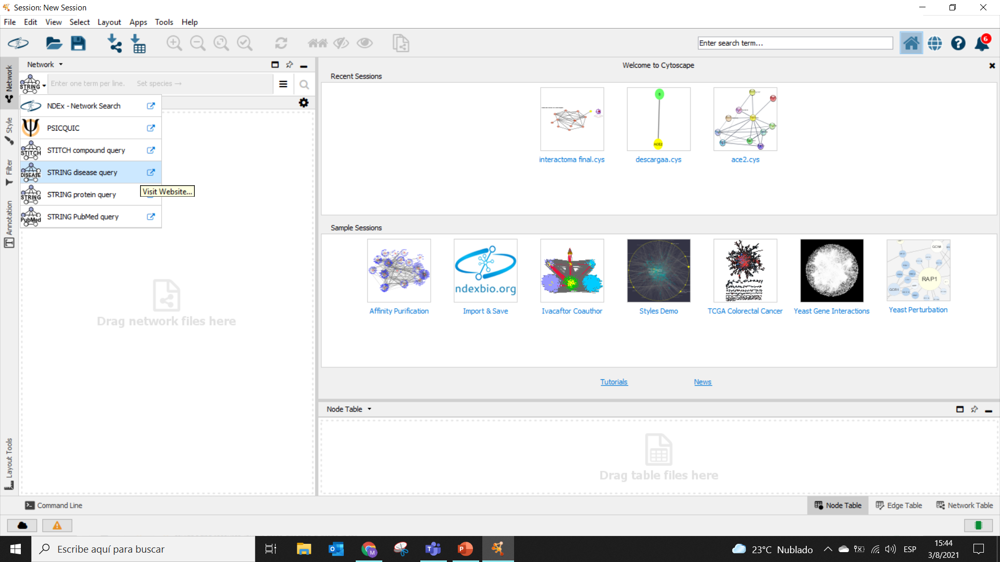 Session: New Session
File Edit View Select Layout Apps Tools Help
Enter search term...
6
Network
STRING Enter one term per line. Set species →
NDEx - Network Search
PSICQUIC
STITCH STITCH compound query
DISEASE STRING disease query
Visit Website...
STRING STRING protein query
PubMed STRING PubMed query
Network
Style
Filter
Annotation
Layout Tools
Drag network files here
Welcome to Cytoscape
Recent Sessions
ACE2
interactoma final.cys descargaa.cys ace2.cys
Sample Sessions
ndexbio.org
RAP1
GCN4
GCR1
Affinity Purification Import & Save Ivacaftor Coauthor Styles Demo TCGA Colorectal Cancer Yeast Gene Interactions Yeast Perturbation
Tutorials News
Node Table
Drag table files here
Command Line
Node Table Edge Table Network Table
Escribe aquí para buscar
23°C Nublado
ESP
15:44
3/8/2021